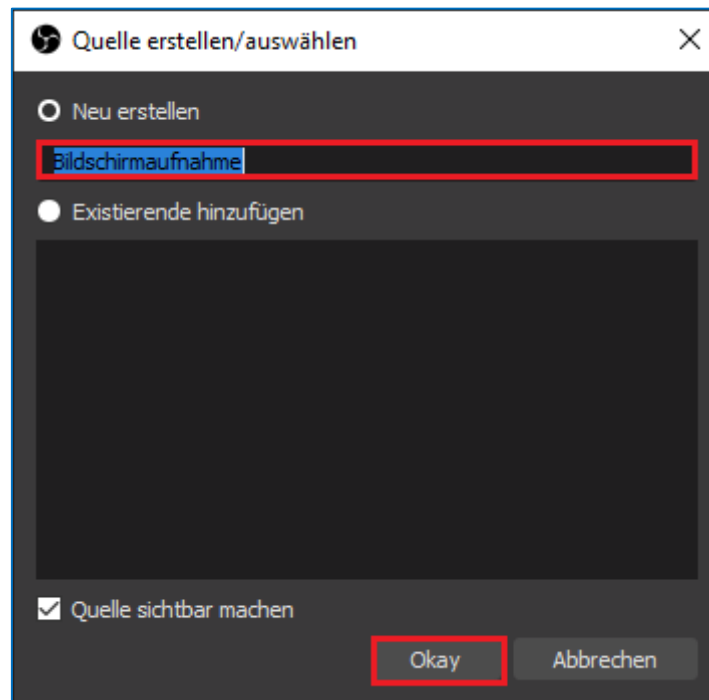 Quelle erstellen/auswählen
Neu erstellen
Bildschirmaufnahme
Existierende hinzufügen
Quelle sichtbar machen
Okay Abbrechen